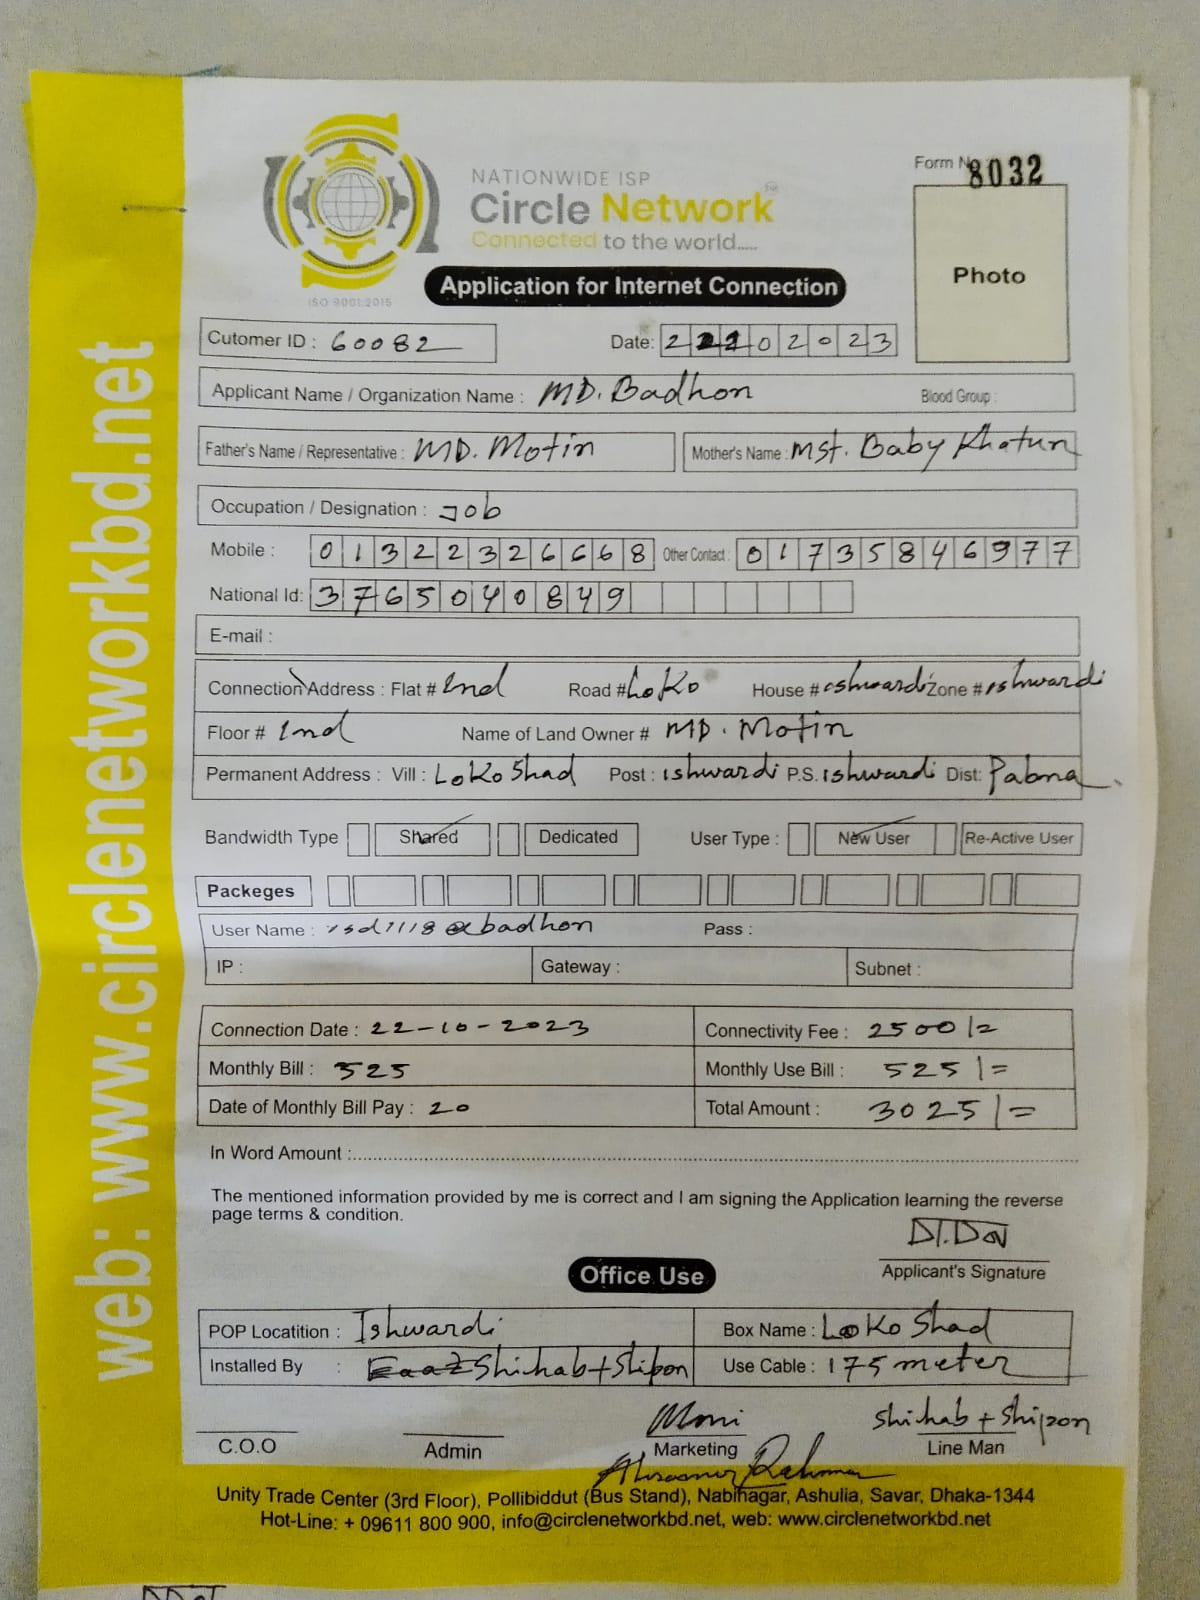 Form No 8032
NATIONWIDE ISP
Circle Network
Connected to the world.....
ISO 9001:2015
Application for Internet Connection
Photo
web: www.circlenetworkbd.net
Cutomer ID : 60082 Date: 22102023
Applicant Name / Organization Name : MD. Badhon Blood Group :
Father's Name / Representative : MD. Motin Mother's Name : Mst. Baby Khatun
Occupation / Designation : Job
Mobile : 01322326668 Other Contact : 01735846977
National Id: 3765040849
E-mail :
Connection Address : Flat # 2nd Road # LoKo House # ishwardi Zone # ishwardi
Floor # 2nd Name of Land Owner # MD. Motin
Permanent Address : Vill : LoKo Shad Post : ishwardi P.S. ishwardi Dist: Pabna.
Bandwidth Type Shared Dedicated User Type : New User Re-Active User
Packeges
User Name : isd1118@badhon Pass :
IP : Gateway : Subnet :
Connection Date : 22-10-2023 Connectivity Fee : 2500/=
Monthly Bill : 525 Monthly Use Bill : 525/=
Date of Monthly Bill Pay : 20 Total Amount : 3025/=
In Word Amount :
The mentioned information provided by me is correct and I am signing the Application learning the reverse
page terms & condition.
Applicant's Signature
Office Use
POP Locatition : Ishwardi Box Name : LoKo Shad
Installed By : Shihab + Shipon Use Cable : 175 meter
Moni Shihab + Shipon
C.O.O Admin Marketing Line Man
Rahman
Unity Trade Center (3rd Floor), Pollibiddut (Bus Stand), Nabinagar, Ashulia, Savar, Dhaka-1344
Hot-Line: + 09611 800 900, info@circlenetworkbd.net, web: www.circlenetworkbd.net